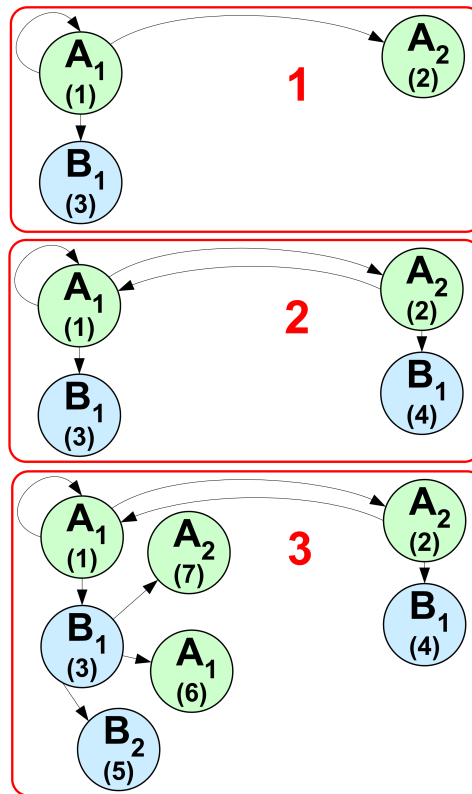 A1
(1)
A2
(2)
1
B1
(3)
A1
(1)
A2
(2)
2
B1
(3)
B1
(4)
A1
(1)
A2
(2)
A2
(7)
3
B1
(3)
B1
(4)
A1
(6)
B2
(5)